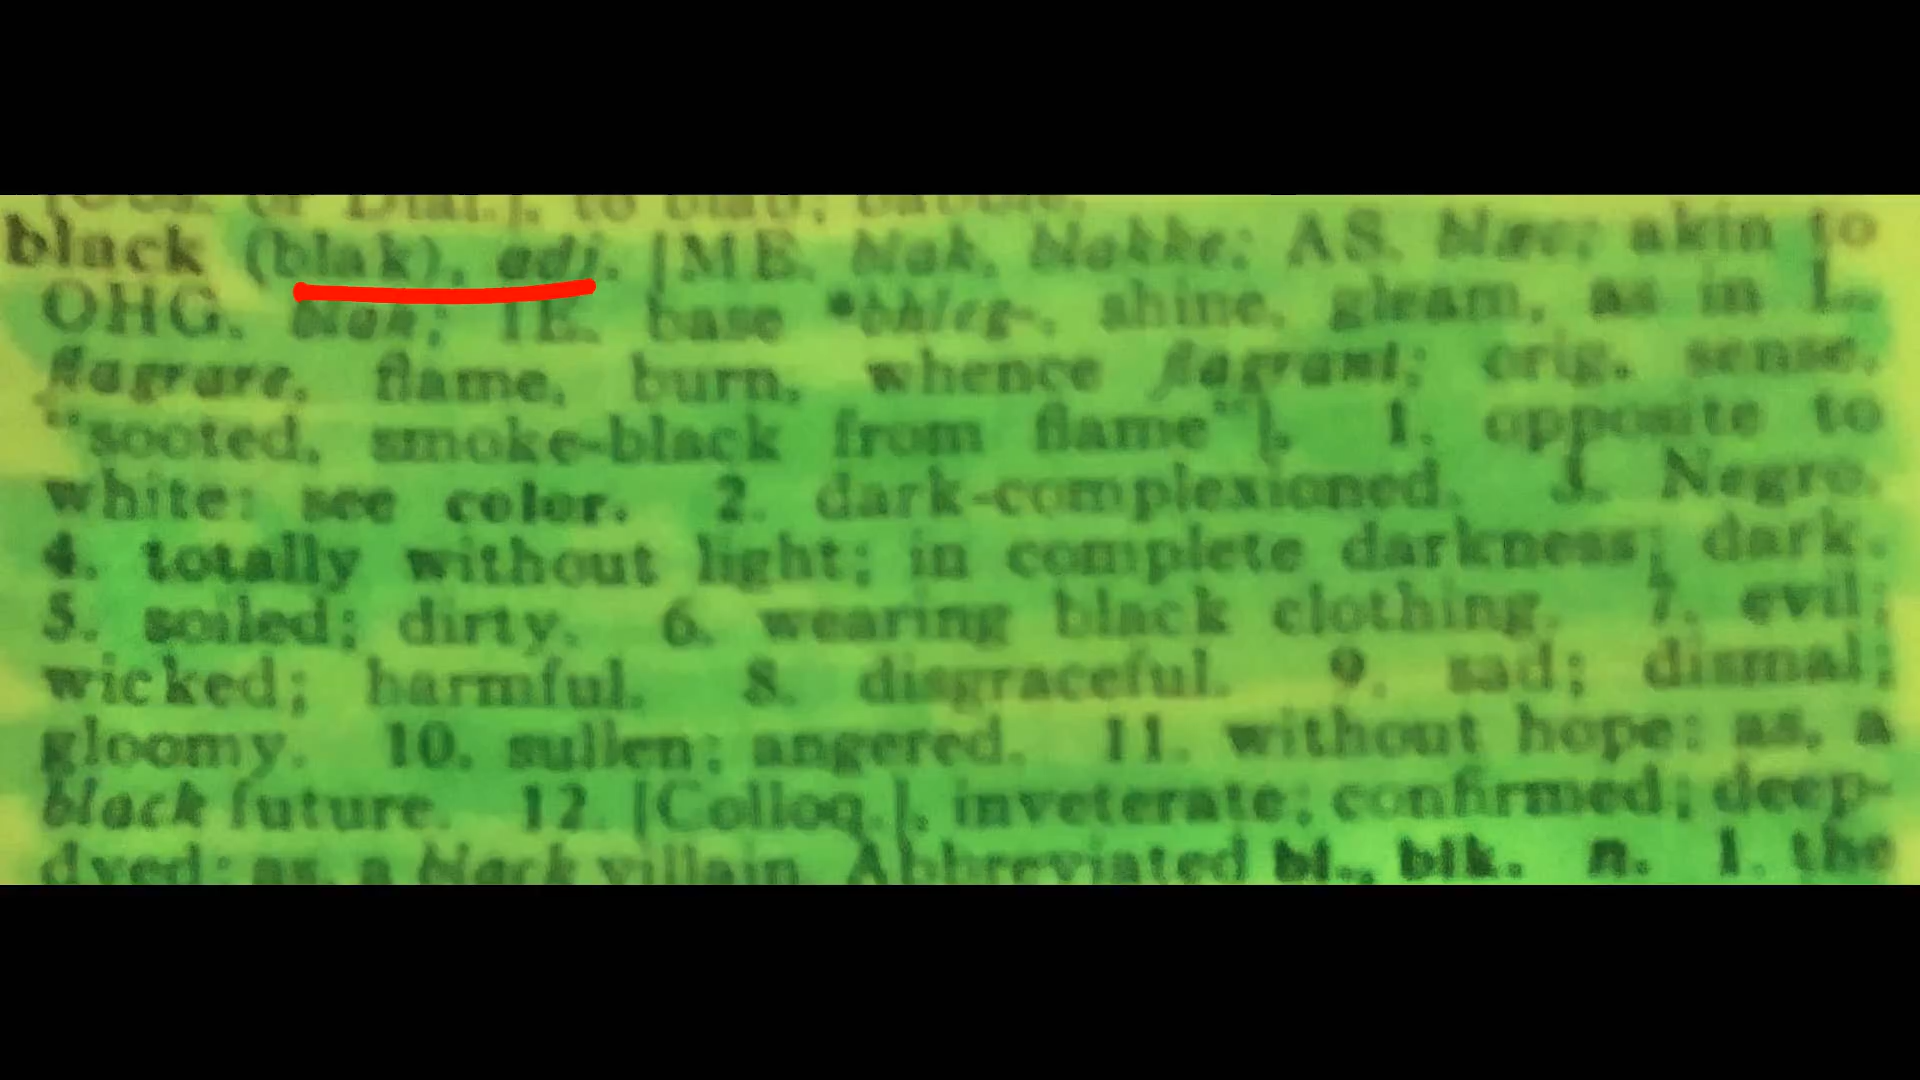 black (blak), adj. [ME. blak, blakke; AS. blæc; akin to
OHG. blah; IE. base *bhleg-, shine, gleam, as in L.
flagrare, flame, burn, whence flagrant; orig. sense,
"sooted, smoke-black from flame"]. 1. opposite to
white: see color. 2. dark-complexioned. 3. Negro.
4. totally without light; in complete darkness; dark.
5. soiled; dirty. 6. wearing black clothing. 7. evil;
wicked; harmful. 8. disgraceful. 9. sad; dismal;
gloomy. 10. sullen; angered. 11. without hope: as, a
black future. 12. [Colloq.], inveterate; confirmed; deep-
dyed: as, a black villain. Abbreviated bl., blk. n. 1. the